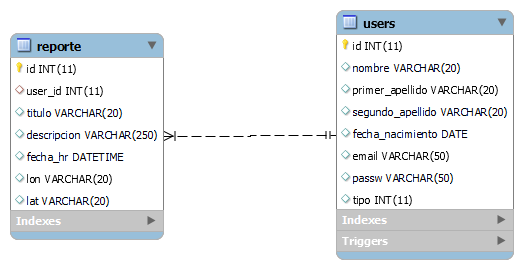 reporte
id INT(11)
user_id INT(11)
titulo VARCHAR(20)
descripcion VARCHAR(250)
fecha_hr DATETIME
lon VARCHAR(20)
lat VARCHAR(20)
Indexes
users
id INT(11)
nombre VARCHAR(20)
primer_apellido VARCHAR(20)
segundo_apellido VARCHAR(20)
fecha_nacimiento DATE
email VARCHAR(50)
passw VARCHAR(50)
tipo INT(11)
Indexes
Triggers